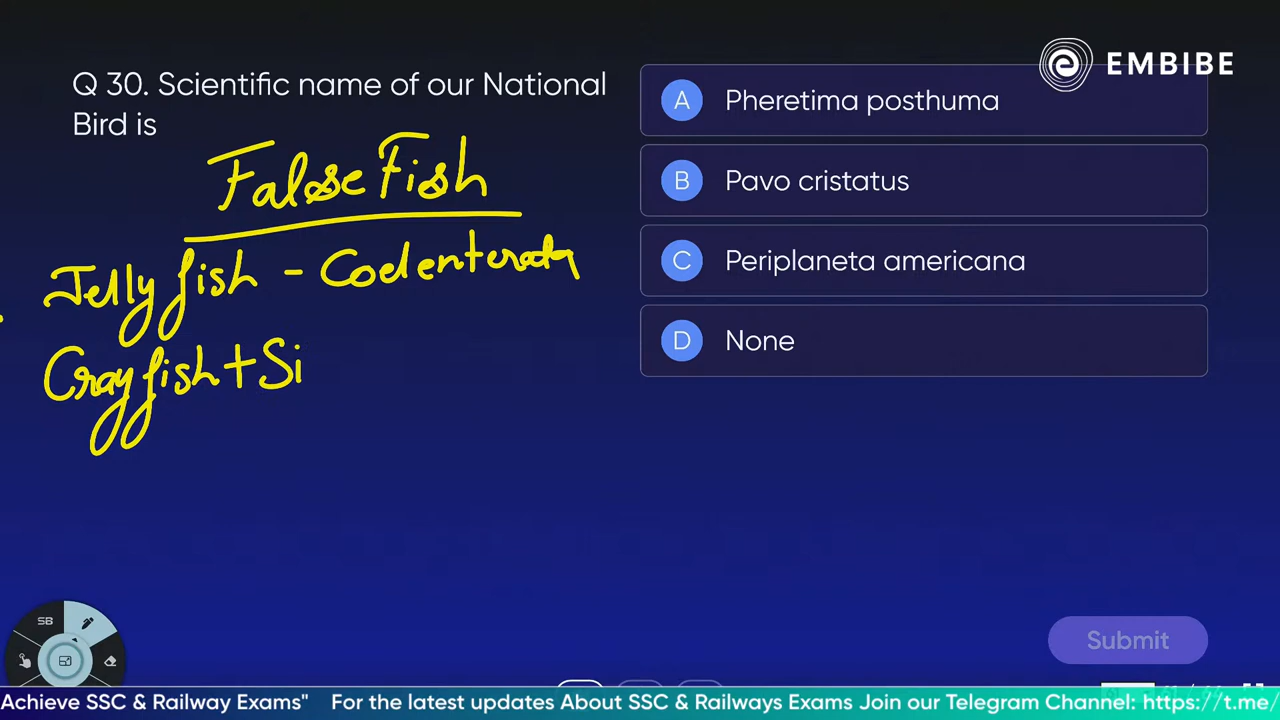 EMBIBE
Q 30. Scientific name of our National
Bird is
A Pheretima posthuma
B Pavo cristatus
C Periplaneta americana
D None
False Fish
Jelly fish - Coelenterata
Crayfish + Si
SB
Submit
Achieve SSC & Railway Exams" For the latest updates About SSC & Railways Exams Join our Telegram Channel: https://t.me/